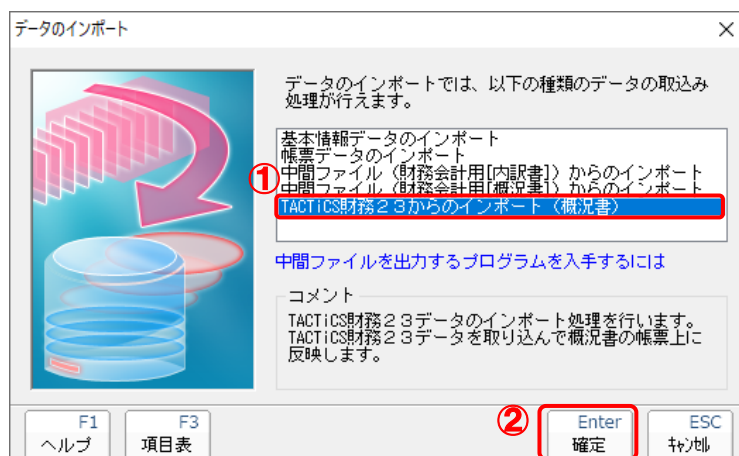 データのインポート
データのインポートでは、以下の種類のデータの取込み
処理が行えます。
基本情報データのインポート
帳票データのインポート
中間ファイル（財務会計用[内訳書]）からのインポート
①
中間ファイル（財務会計用[概況書]）からのインポート
TACTiCS財務２３からのインポート（概況書）
中間ファイルを出力するプログラムを入手するには
コメント
TACTiCS財務２３データのインポート処理を行います。
TACTiCS財務２３データを取り込んで概況書の帳票上に
反映します。
F1
ヘルプ
F3
項目表
②
Enter
確定
ESC
ｷｬﾝｾﾙ